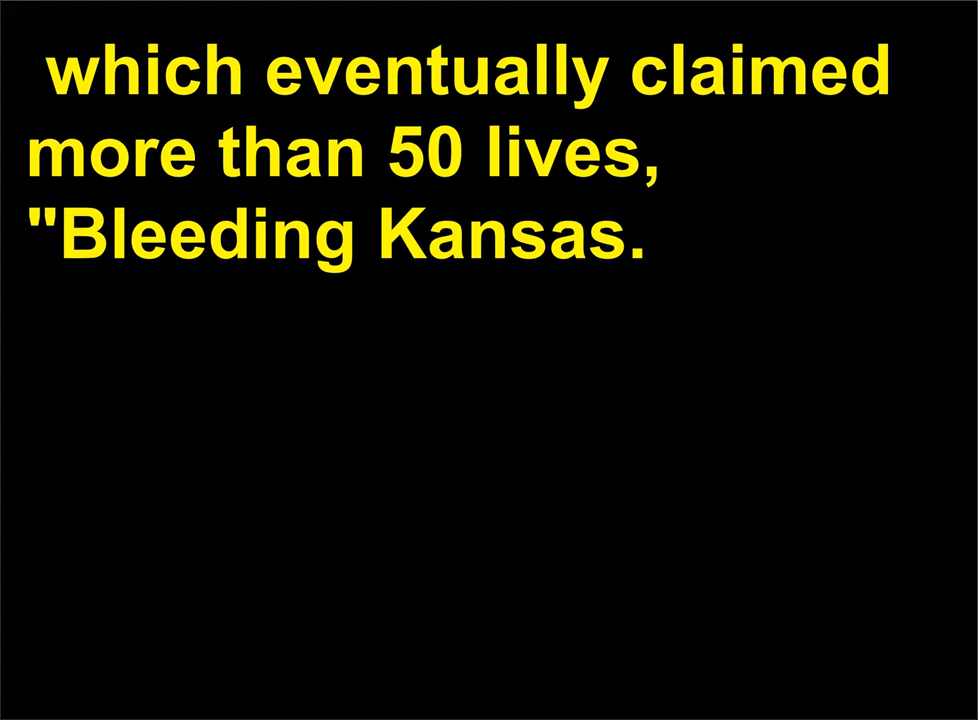 which eventually claimed
more than 50 lives,
"Bleeding Kansas.